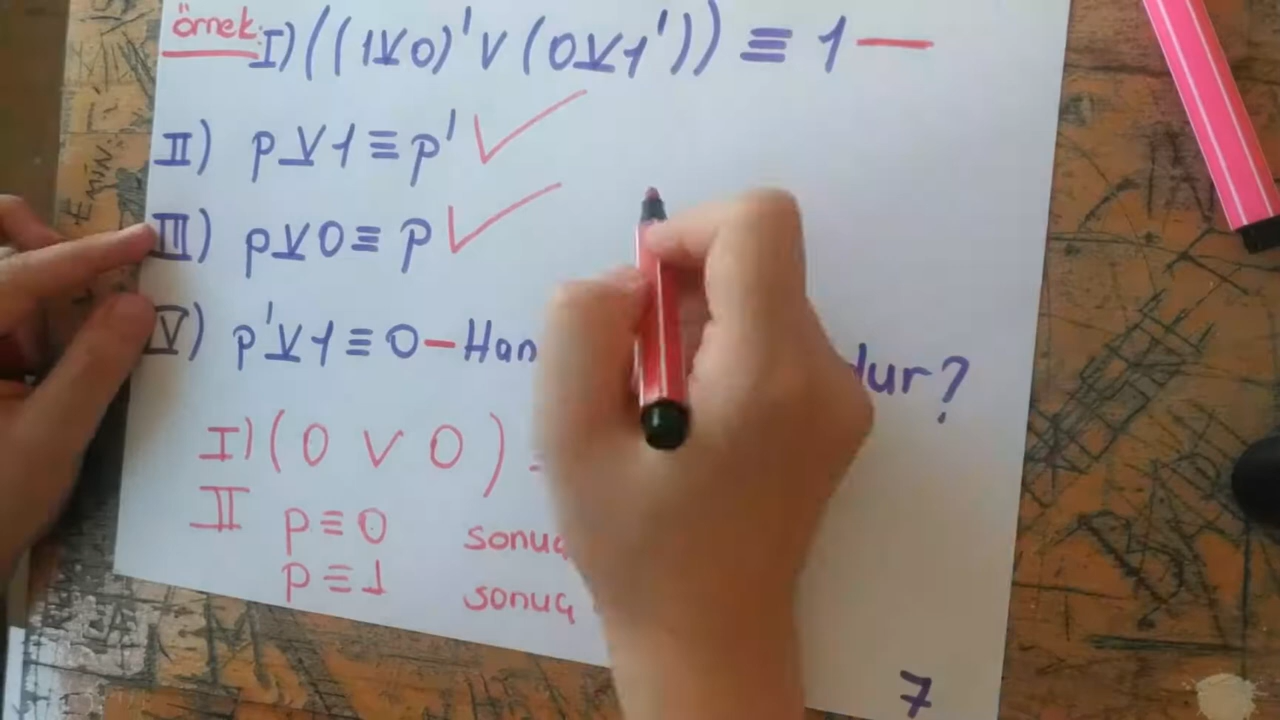 örnek: I) ((1⊻0)' ∨ (0⊻1')) ≡ 1 —
II) p⊻1 ≡ p' ✓
III) p⊻0 ≡ p ✓
IV) p'⊻1 ≡ 0 — dur?
I) (0 ∨ 0)
II p ≡ 0 sonuç
p ≡ 1 sonuç
7